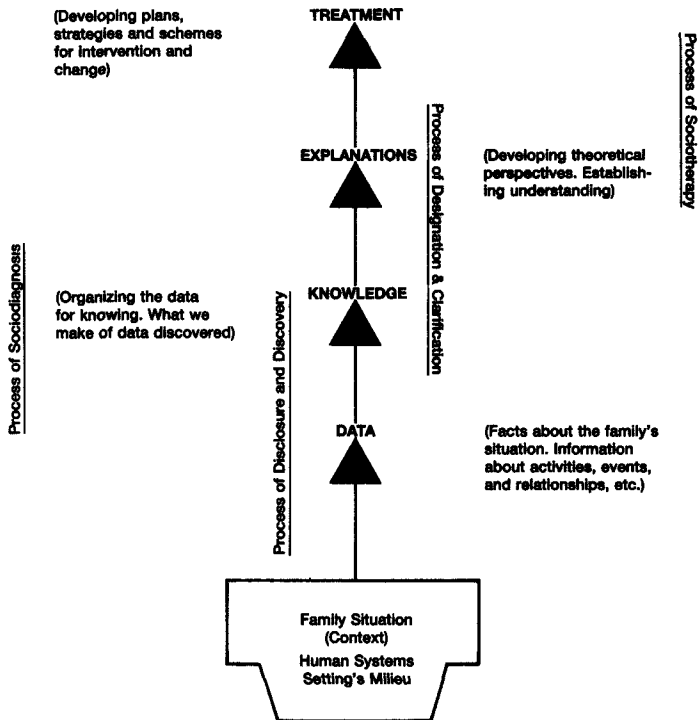 (Developing plans,
strategies and schemes
for intervention and
change)
TREATMENT
Process of Sociotherapy
EXPLANATIONS
Process of Designation & Clarification
(Developing theoretical
perspectives. Establish-
ing understanding)
Process of Sociodiagnosis
(Organizing the data
for knowing. What we
make of data discovered)
KNOWLEDGE
Process of Disclosure and Discovery
DATA
(Facts about the family's
situation. Information
about activities, events,
and relationships, etc.)
Family Situation
(Context)
Human Systems
Setting's Milieu